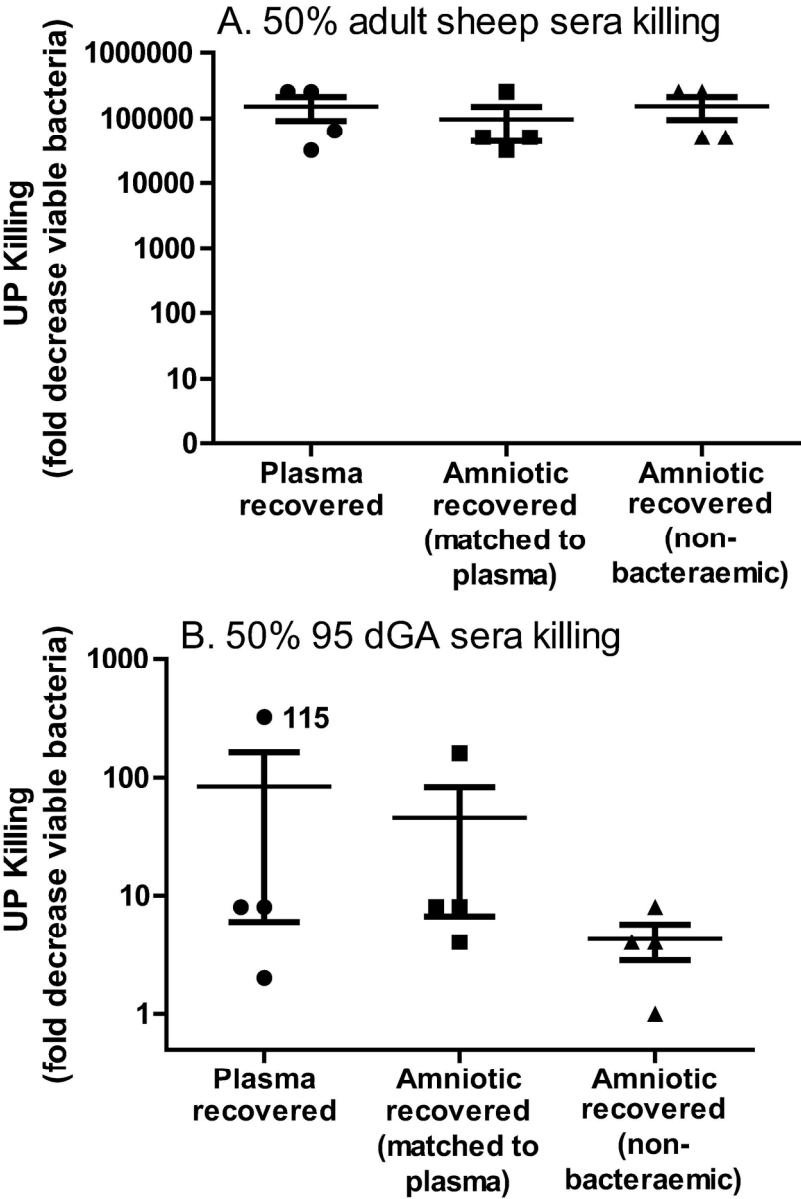 A. 50% adult sheep sera killing
UP Killing
(fold decrease viable bacteria)
1000000
100000
10000
1000
100
10
0
Plasma
recovered
Amniotic
recovered
(matched to
plasma)
Amniotic
recovered
(non-
bacteraemic)
B. 50% 95 dGA sera killing
UP Killing
(fold decrease viable bacteria)
1000
100
10
1
115
Plasma
recovered
Amniotic
recovered
(matched to
plasma)
Amniotic
recovered
(non-
bacteraemic)